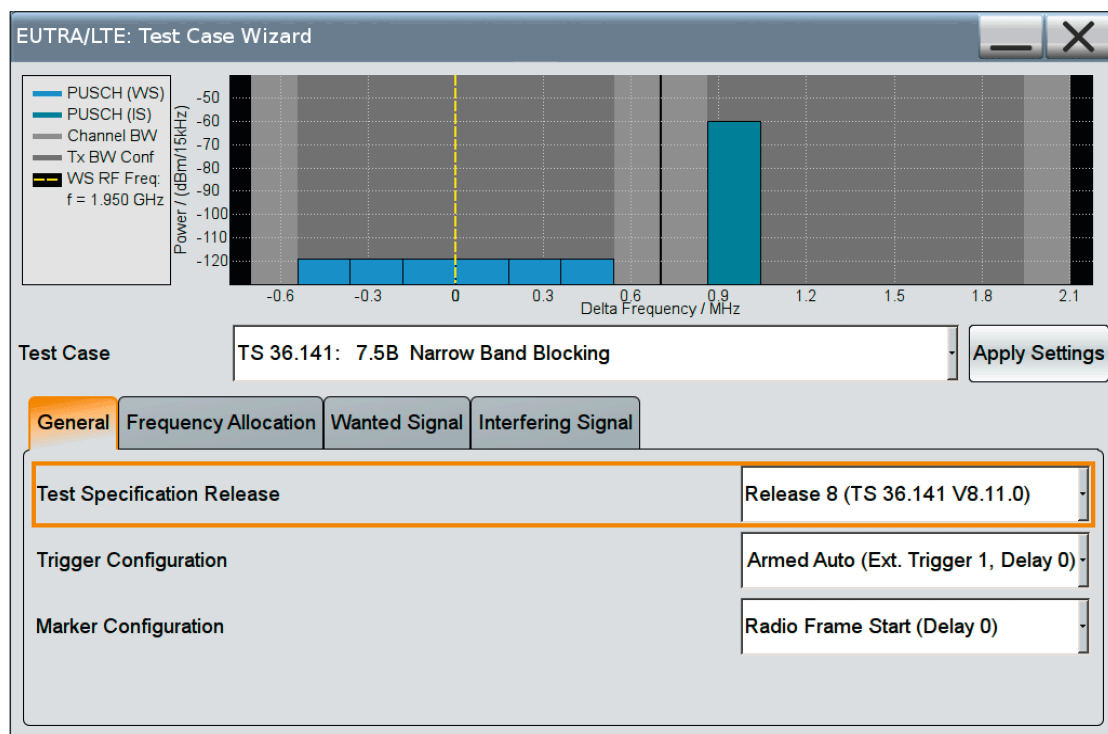 EUTRA/LTE: Test Case Wizard
PUSCH (WS)
PUSCH (IS)
Channel BW
Tx BW Conf
WS RF Freq:
f = 1.950 GHz
Power / (dBm/15kHz)
-50
-60
-70
-80
-90
-100
-110
-120
-0.6 -0.3 0 0.3 0.6 0.9 1.2 1.5 1.8 2.1
Delta Frequency / MHz
Test Case TS 36.141: 7.5B Narrow Band Blocking Apply Settings
General Frequency Allocation Wanted Signal Interfering Signal
Test Specification Release Release 8 (TS 36.141 V8.11.0)
Trigger Configuration Armed Auto (Ext. Trigger 1, Delay 0)
Marker Configuration Radio Frame Start (Delay 0)